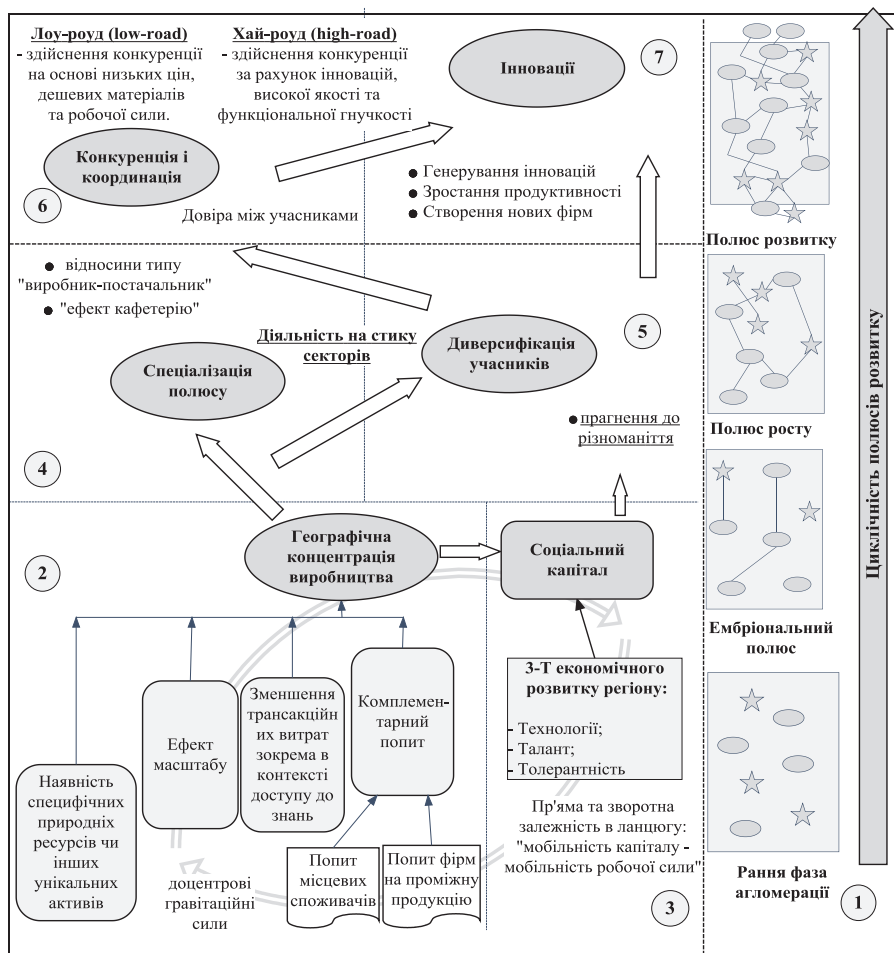 Лоу-роуд (low-road)
- здійснення конкуренції
на основі низьких цін,
дешевих матеріалів
та робочої сили.
Хай-роуд (high-road)
- здійснення конкуренції
за рахунок інновацій,
високої якості та
функціональної гнучкості
Інновації
7
Конкуренція і
координація
6
Довіра між учасниками
● Генерування інновацій
● Зростання продуктивності
● Створення нових фірм
Полюс розвитку
● відносини типу
"виробник-постачальник"
● "ефект кафетерію"
Діяльність на стику
секторів
Спеціалізація
полюсу
Диверсифікація
учасників
5
● прагнення до
різноманіття
Полюс росту
4
Географічна
концентрація
виробництва
Соціальний
капітал
2
Ембріональний
полюс
3-Т економічного
розвитку регіону:
- Технології;
- Талант;
- Толерантність
Наявність
специфічних
природніх
ресурсів чи
інших
унікальних
активів
Ефект
масштабу
Зменшення
трансакційн
их витрат
зокрема в
контексті
доступу до
знань
Комплемен-
тарний
попит
Попит
місцевих
споживачів
Попит фірм
на проміжну
продукцію
доцентрові
гравітаційні
сили
Пр'яма та зворотна
залежність в ланцюгу:
"мобільність капіталу -
мобільність робочої сили"
3
Рання фаза
агломерації
1
Циклічність полюсів розвитку